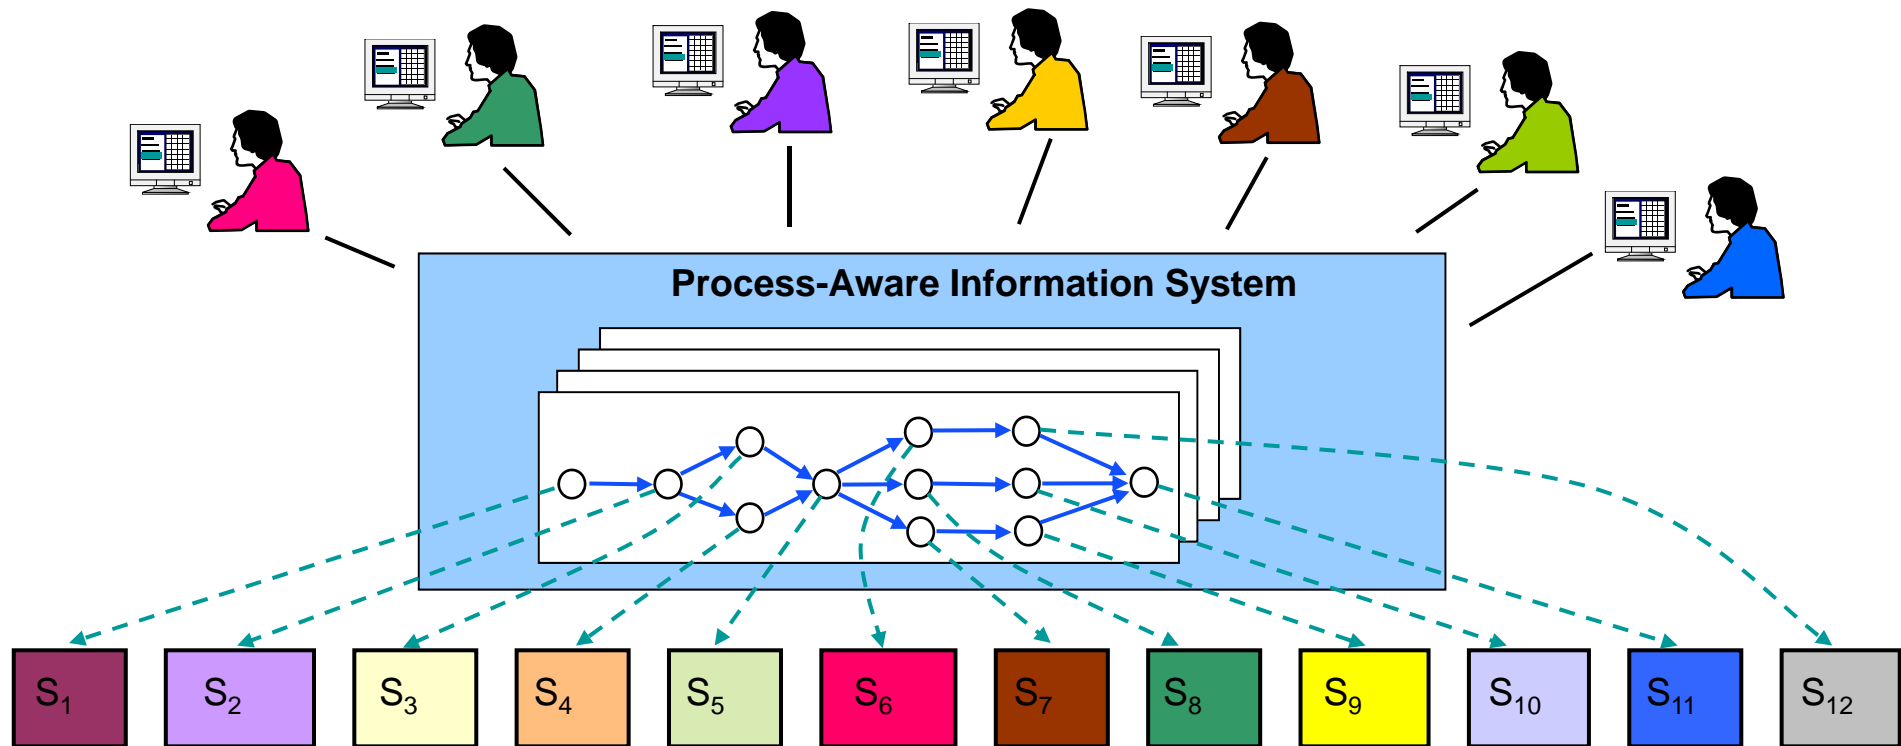 Process-Aware Information System
S₁ S₂ S₃ S₄ S₅ S₆ S₇ S₈ S₉ S₁₀ S₁₁ S₁₂